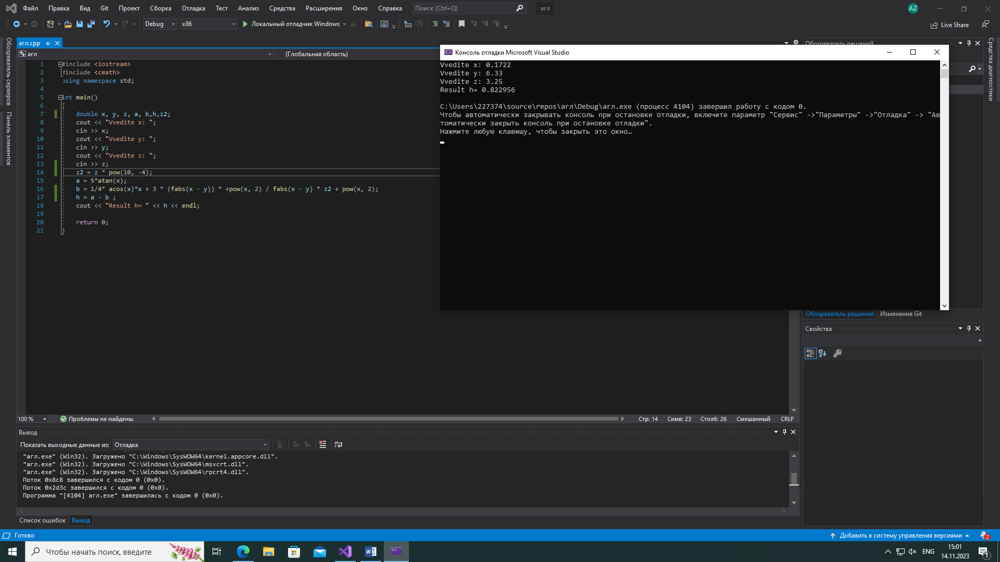 Файл Правка Вид Git Проект Сборка Отладка Тест Анализ Средства Расширения Окно Справка Поиск (Ctrl+Q) агл AZ
Debug x86 Локальный отладчик Windows Live Share
Обозреватель серверов
Панель элементов
агл.cpp
агл (Глобальная область)
1 #include <iostream>
2 #include <cmath>
3 using namespace std;
4
5 int main()
6 {
7 double x, y, z, a, b,h,z2;
8 cout << "Vvedite x: ";
9 cin >> x;
10 cout << "Vvedite y: ";
11 cin >> y;
12 cout << "Vvedite z: ";
13 cin >> z;
14 z2 = z * pow(10, -4);
15 a = 5*atan(x);
16 b = 1/4* acos(x)*x + 3 * (fabs(x - y)) * +pow(x, 2) / fabs(x - y) * z2 + pow(x, 2);
17 h = a - b ;
18 cout << "Result h= " << h << endl;
19
20 return 0;
21 }
Консоль отладки Microsoft Visual Studio
Vvedite x: 0.1722
Vvedite y: 6.33
Vvedite z: 3.25
Result h= 0.822956
C:\Users\227374\source\repos\агл\Debug\агл.exe (процесс 4104) завершил работу с кодом 0.
Чтобы автоматически закрывать консоль при остановке отладки, включите параметр "Сервис" ->"Параметры" ->"Отладка" -> "Ав
томатически закрыть консоль при остановке отладки".
Нажмите любую клавишу, чтобы закрыть это окно…
Обозреватель решений
Средства диагностики
Обозреватель решений Изменения Git
Свойства
100 % Проблемы не найдены. Стр: 14 Симв: 23 Столб: 26 Смешанный CRLF
Вывод
Показать выходные данные из: Отладка
"агл.exe" (Win32). Загружено "C:\Windows\SysWOW64\kernel.appcore.dll".
"агл.exe" (Win32). Загружено "C:\Windows\SysWOW64\msvcrt.dll".
"агл.exe" (Win32). Загружено "C:\Windows\SysWOW64\rpcrt4.dll".
Поток 0x8c8 завершился с кодом 0 (0x0).
Поток 0x2d3c завершился с кодом 0 (0x0).
Программа "[4104] агл.exe" завершилась с кодом 0 (0x0).
Список ошибок Вывод
Готово Добавить в систему управления версиями 2
Чтобы начать поиск, введите ENG 15:01
14.11.2023 1